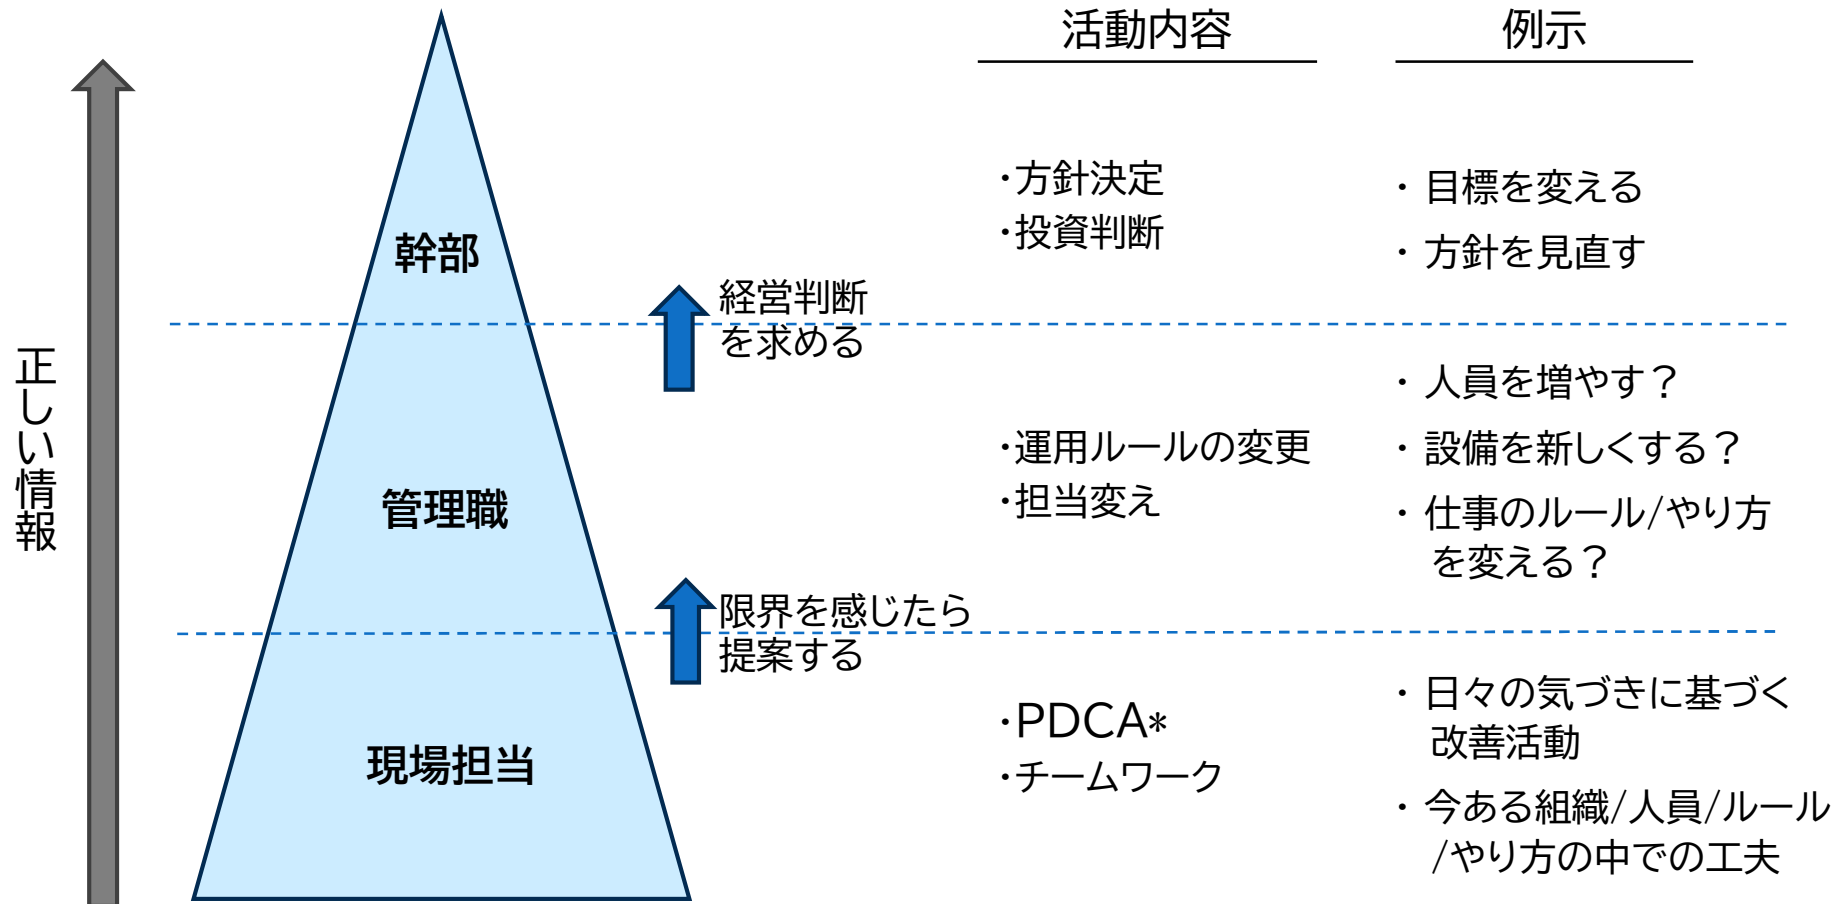 活動内容
例示
正しい情報
幹部
・方針決定
・投資判断
・ 目標を変える
・ 方針を見直す
経営判断
を求める
管理職
・運用ルールの変更
・担当変え
・ 人員を増やす？
・ 設備を新しくする？
・ 仕事のルール/やり方
を変える？
限界を感じたら
提案する
現場担当
・PDCA*
・チームワーク
・ 日々の気づきに基づく
改善活動
・ 今ある組織/人員/ルール
/やり方の中での工夫